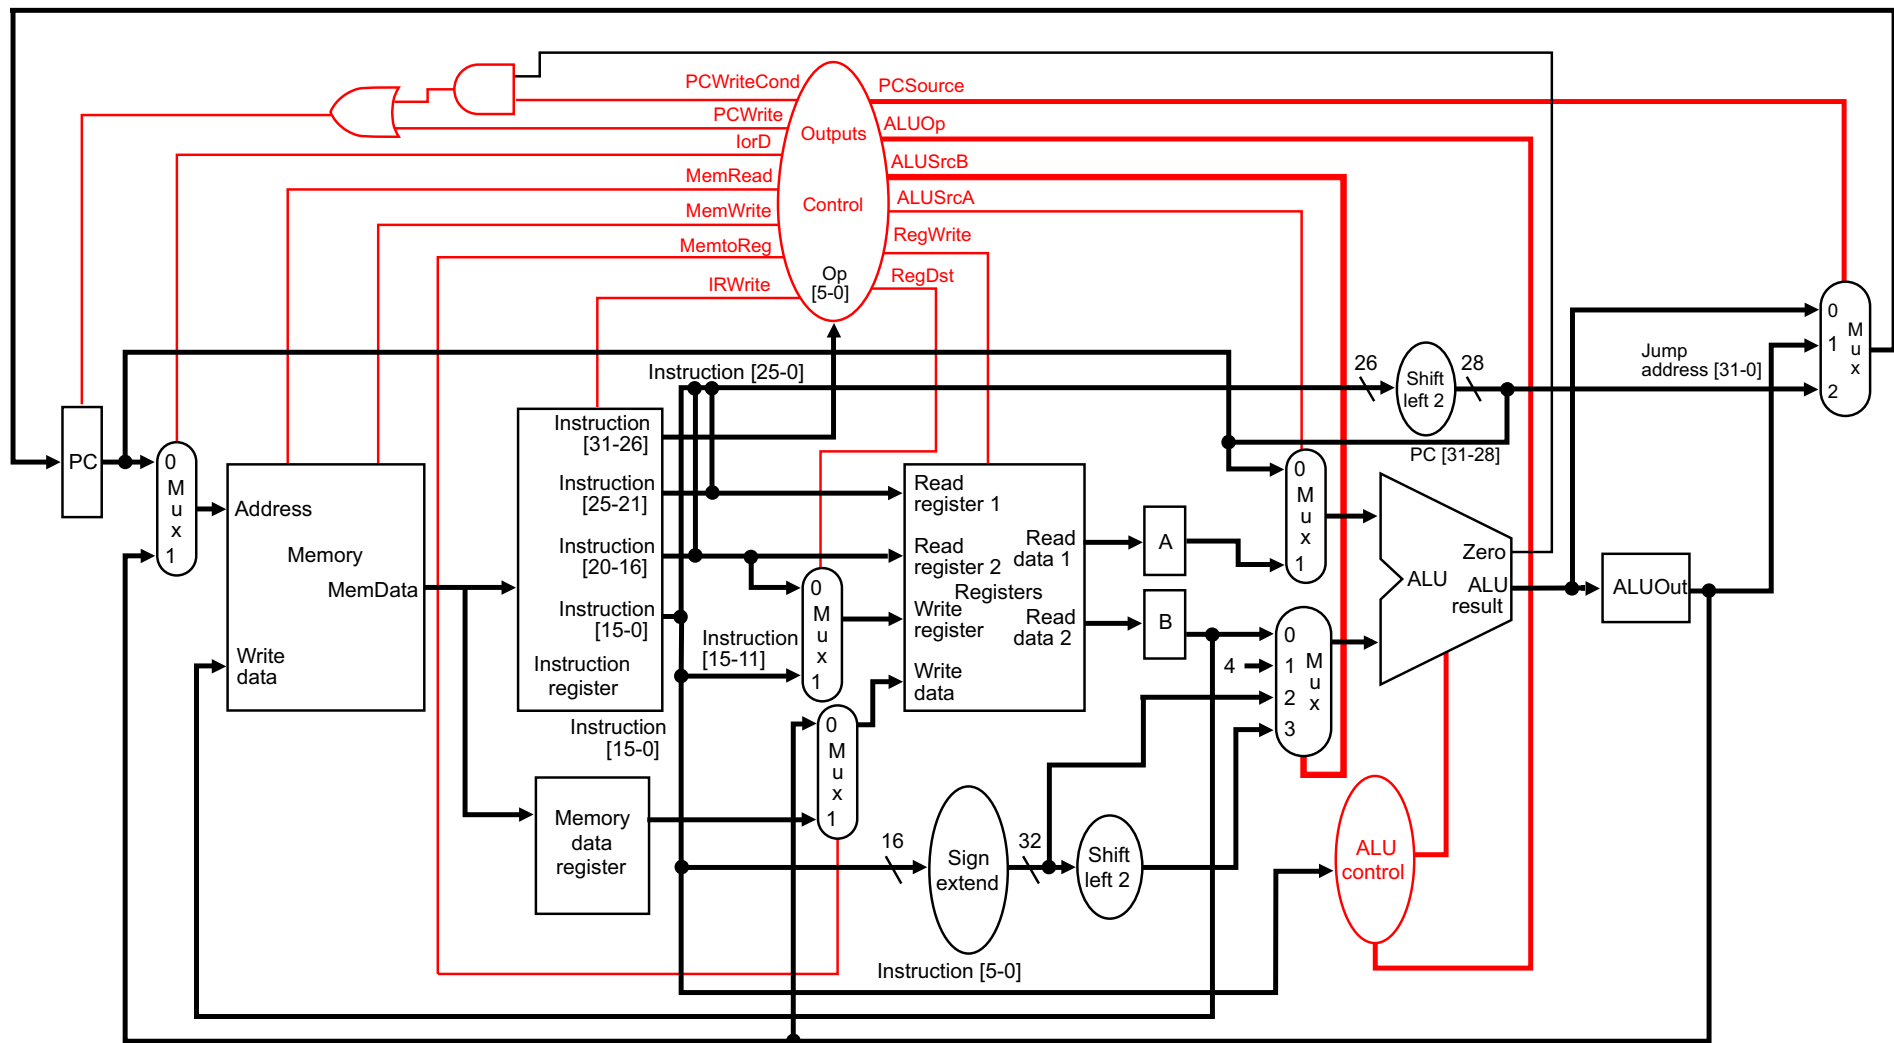 PCWriteCond
PCWrite
IorD
MemRead
MemWrite
MemtoReg
IRWrite
Outputs
Control
Op
[5-0]
PCSource
ALUOp
ALUSrcB
ALUSrcA
RegWrite
RegDst
Instruction [25-0]
26
Shift
left 2
28
Jump
address [31-0]
PC [31-28]
0
1
2
M
u
x
PC
0
M
u
x
1
Address
Memory
MemData
Write
data
Instruction
[31-26]
Instruction
[25-21]
Instruction
[20-16]
Instruction
[15-0]
Instruction
register
Instruction
[15-0]
Instruction
[15-11]
0
M
u
x
1
Read
register 1
Read
register 2
Registers
Write
register
Write
data
Read
data 1
Read
data 2
A
B
0
M
u
x
1
0
4
1
2
3
M
u
x
Zero
ALU
ALU
result
ALUOut
Memory
data
register
0
M
u
x
1
16
Sign
extend
32
Shift
left 2
ALU
control
Instruction [5-0]